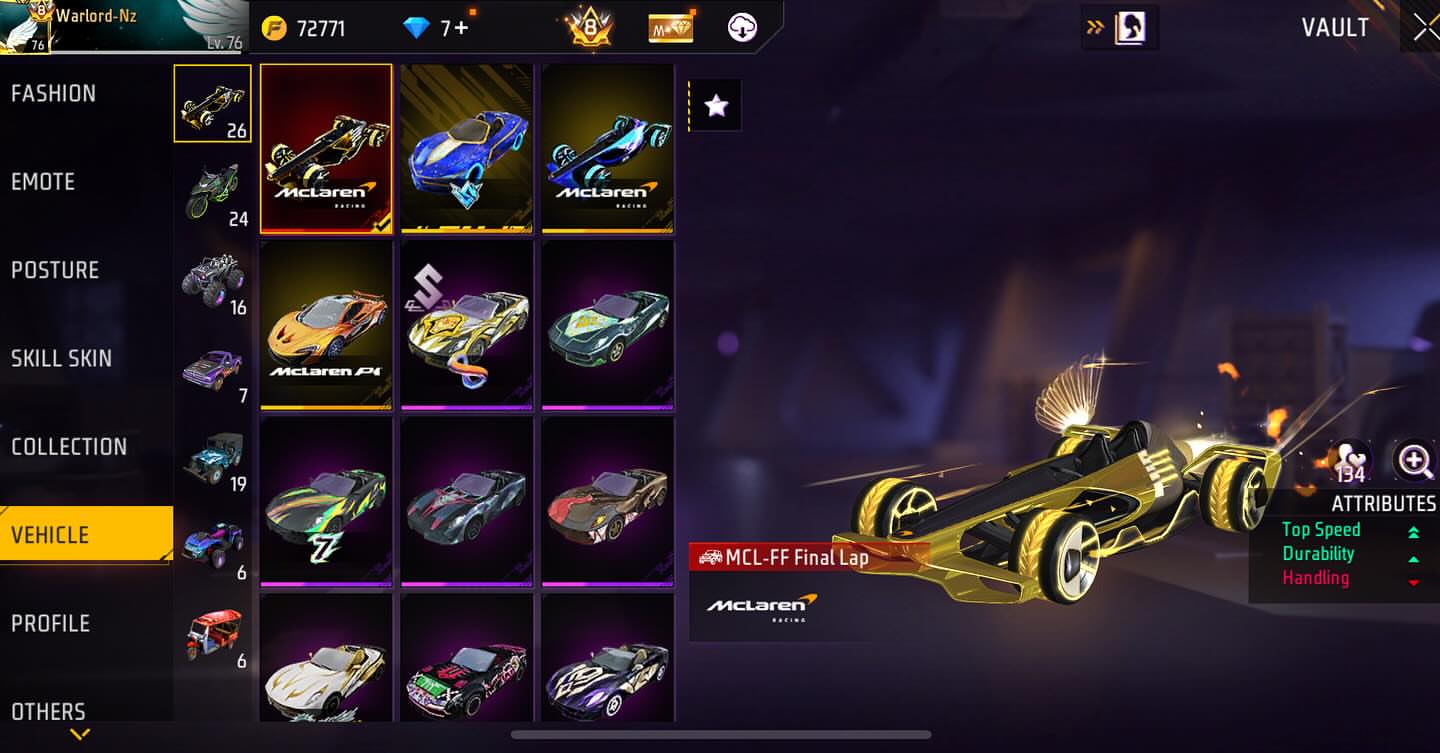 8
Warlord-Nz
76
Lv. 76
72771
7+
8
M
VAULT
FASHION
EMOTE
POSTURE
SKILL SKIN
COLLECTION
VEHICLE
PROFILE
OTHERS
26
24
16
7
19
6
6
McLaren
RACING
McLaren
RACING
McLaren P1
MCL-FF Final Lap
McLaren
RACING
134
ATTRIBUTES
Top Speed
Durability
Handling